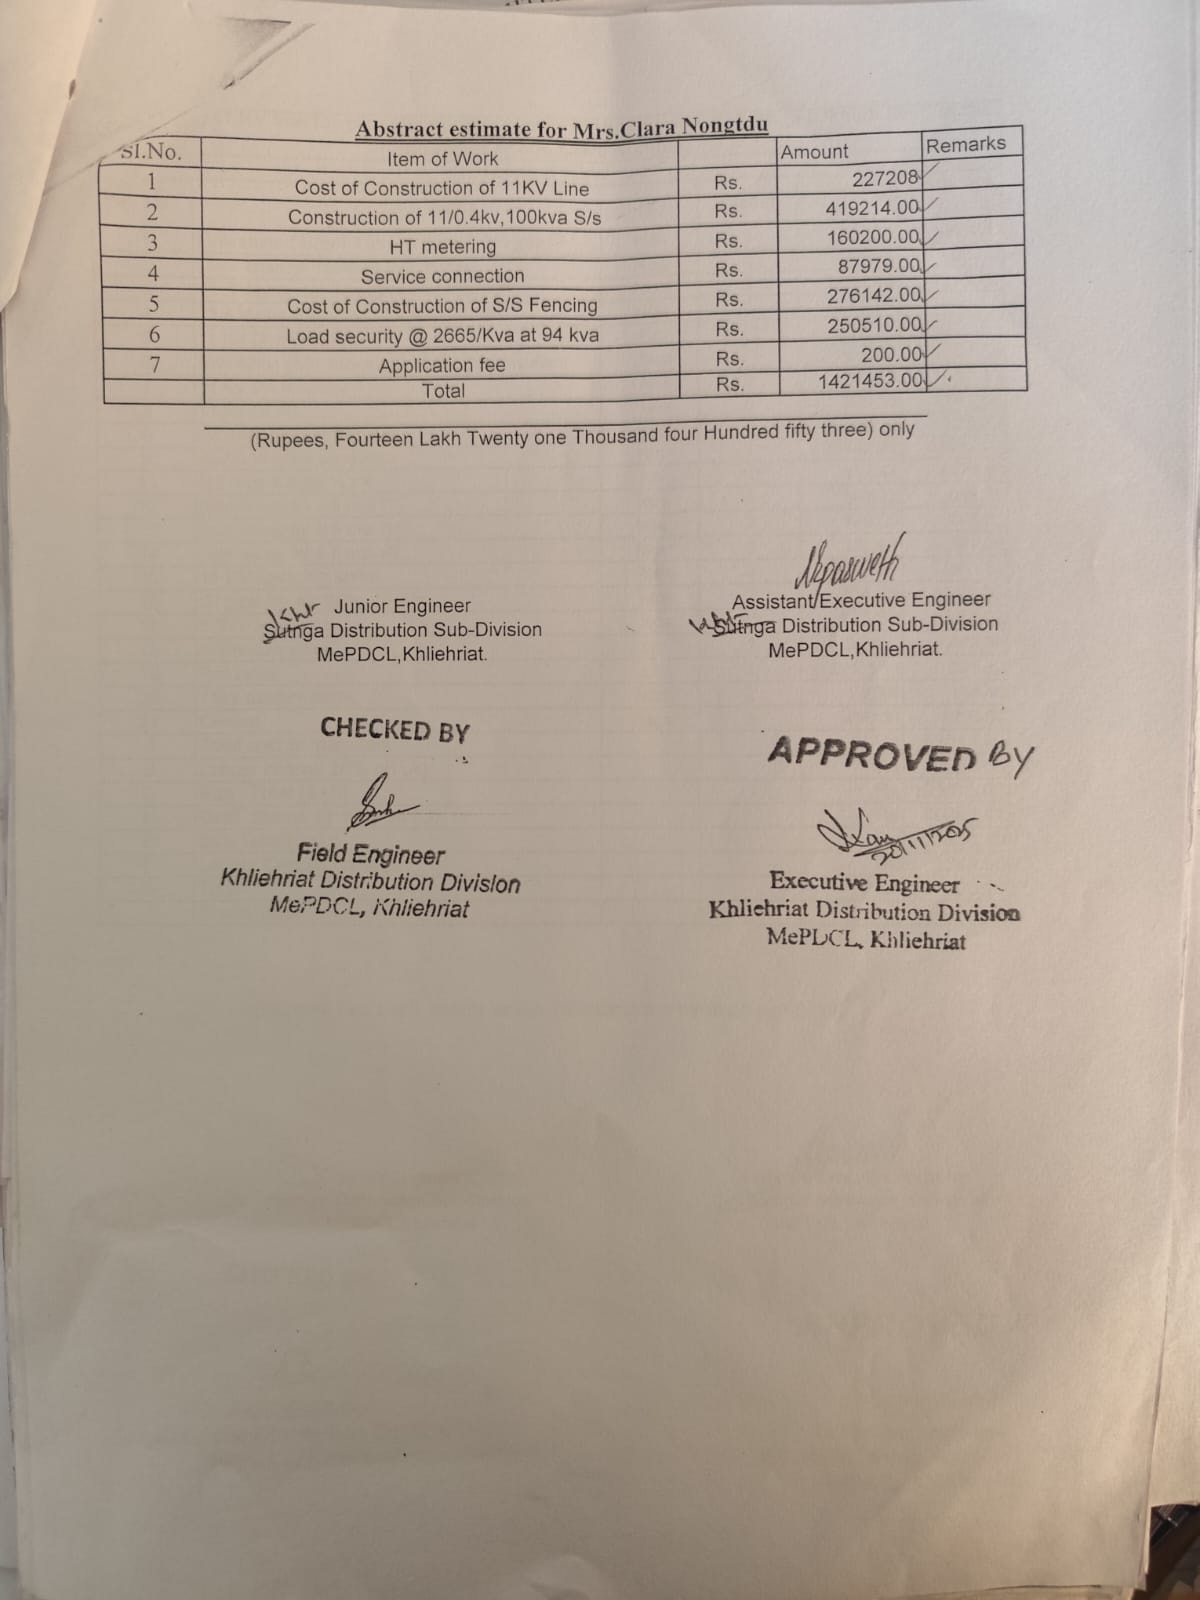 Abstract estimate for Mrs.Clara Nongtdu
Sl.No. Item of Work Amount Remarks
1 Cost of Construction of 11KV Line Rs. 227208
2 Construction of 11/0.4kv,100kva S/s Rs. 419214.00
3 HT metering Rs. 160200.00
4 Service connection Rs. 87979.00
5 Cost of Construction of S/S Fencing Rs. 276142.00
6 Load security @ 2665/Kva at 94 kva Rs. 250510.00
7 Application fee Rs. 200.00
Total Rs. 1421453.00
(Rupees, Fourteen Lakh Twenty one Thousand four Hundred fifty three) only
Junior Engineer
Sutnga Distribution Sub-Division
MePDCL,Khliehriat.
Assistant/Executive Engineer
Sutnga Distribution Sub-Division
MePDCL,Khliehriat.
CHECKED BY
Field Engineer
Khliehriat Distribution Division
MePDCL, Khliehriat
APPROVED By
20/11/2025
Executive Engineer
Khliehriat Distribution Division
MePDCL, Khliehriat